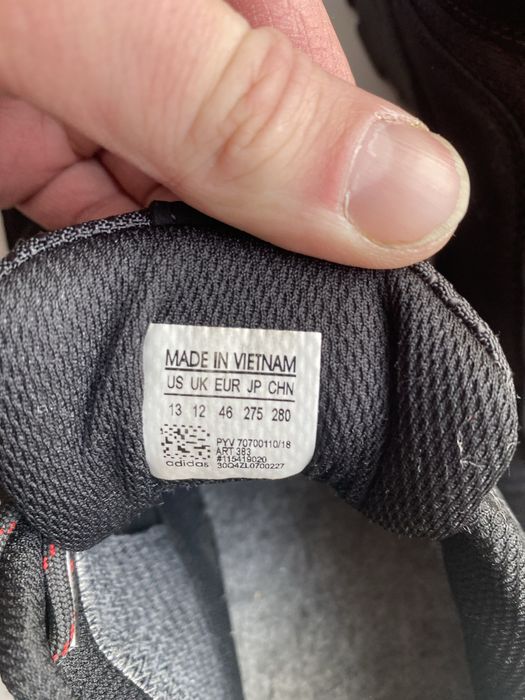 MADE IN VIETNAM
US UK EUR JP CHN
13 12 46 275 280
PYV 70700110/18
ART 383
#115419020
adidas 30Q4ZL0700227